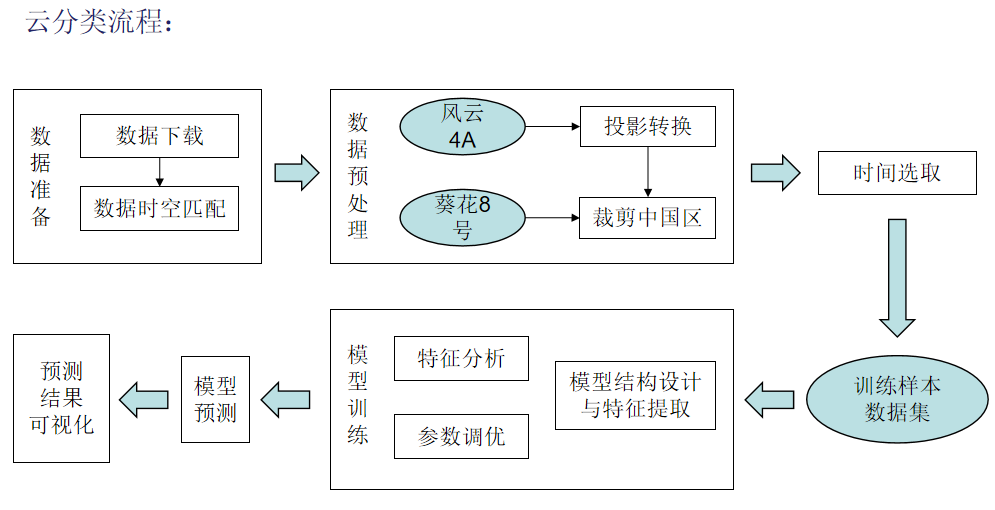 云分类流程：
数据准备
数据下载
数据时空匹配
数据预处理
风云
4A
投影转换
葵花8
号
裁剪中国区
时间选取
训练样本
数据集
模型训练
特征分析
参数调优
模型结构设计
与特征提取
模型
预测
预测
结果
可视化